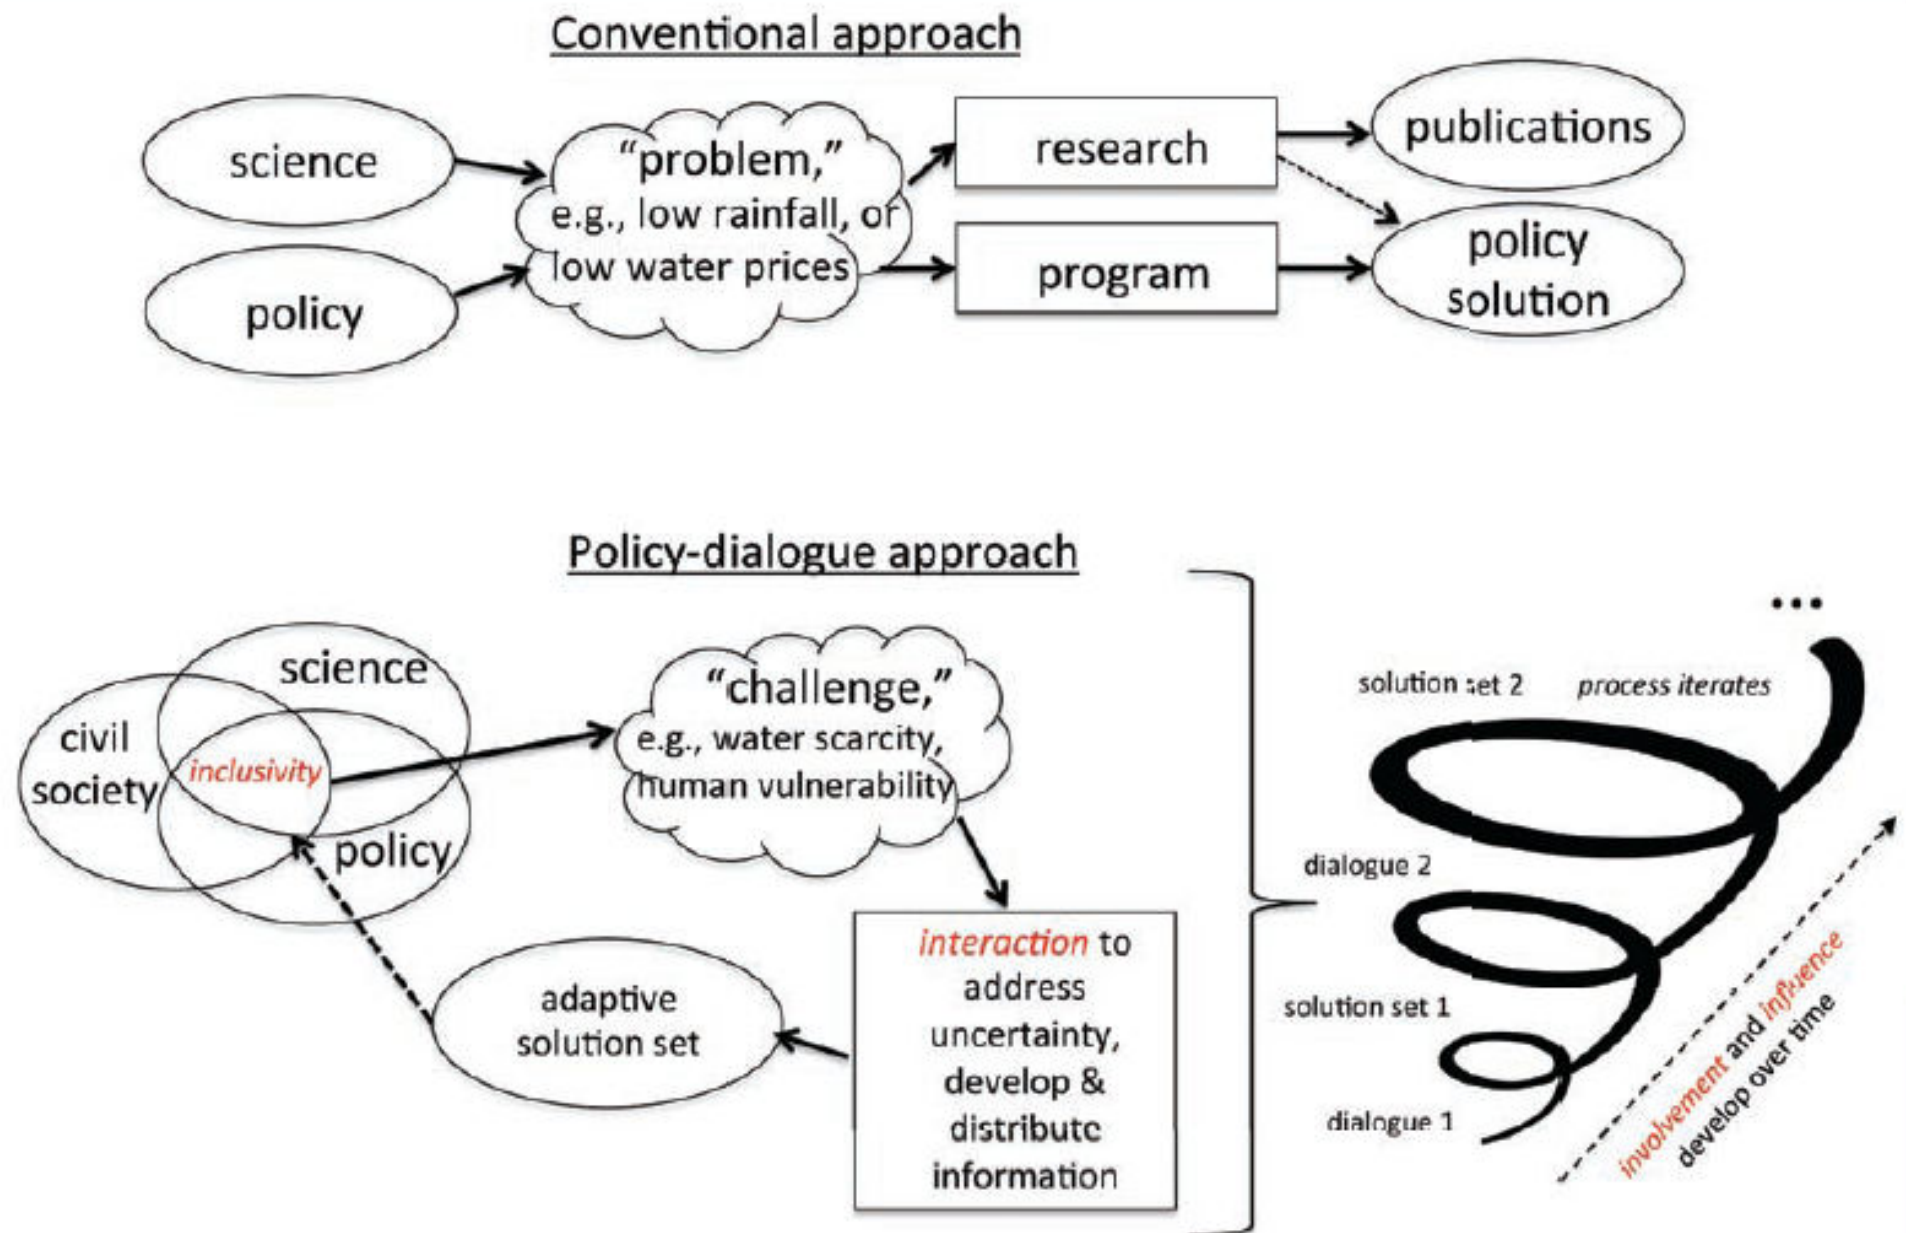 Conventional approach
science
policy
“problem,”
e.g., low rainfall, or
low water prices
research
program
publications
policy
solution
Policy-dialogue approach
science
civil
society
inclusivity
policy
“challenge,”
e.g., water scarcity,
human vulnerability
interaction to
address
uncertainty,
develop &
distribute
information
adaptive
solution set
...
solution set 2
process iterates
dialogue 2
solution set 1
dialogue 1
involvement and influence
develop over time